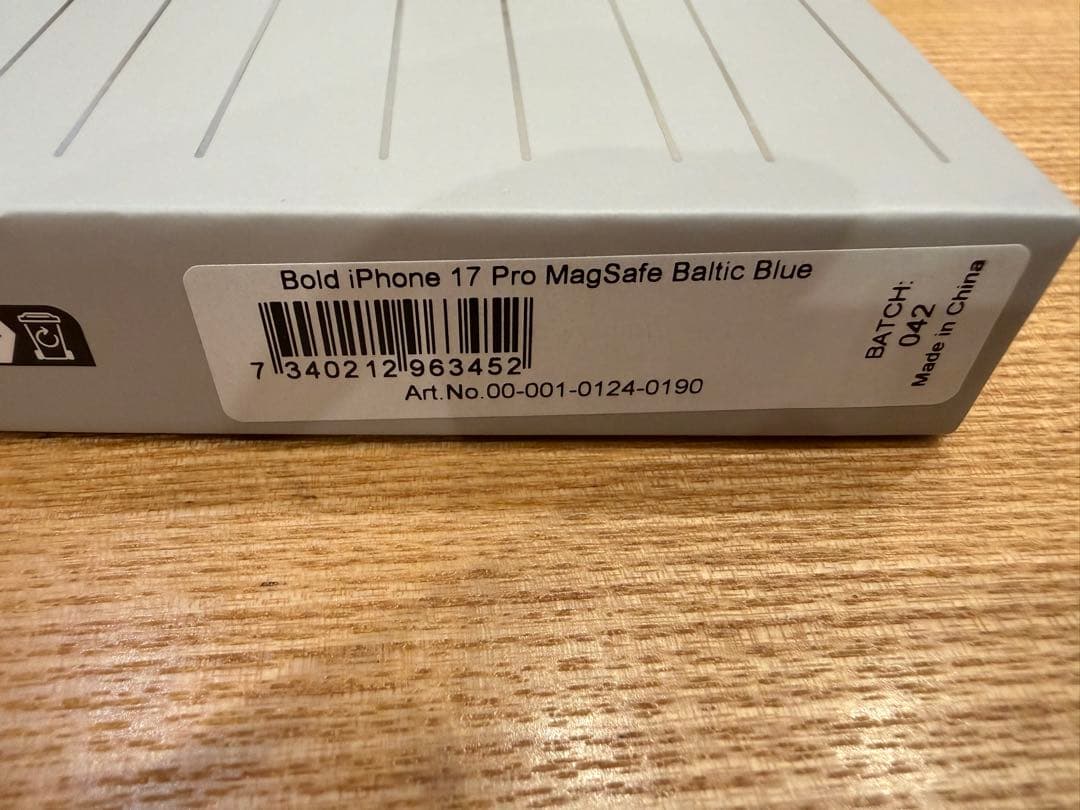 Bold iPhone 17 Pro MagSafe Baltic Blue
7 340212 963452
Art.No.00-001-0124-0190
BATCH:
042
Made in China